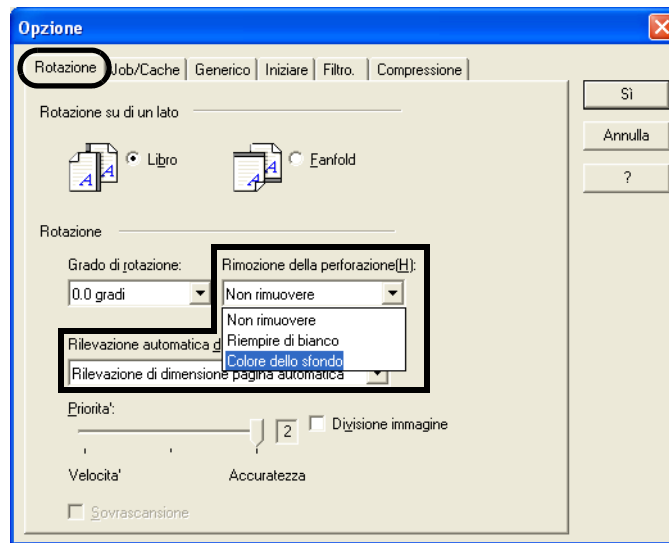 Opzione
Rotazione Job/Cache Generico Iniziare Filtro. Compressione
Sì
Annulla
?
Rotazione su di un lato
Libro
Fanfold
Rotazione
Grado di rotazione:
0.0 gradi
Rimozione della perforazione(H):
Non rimuovere
Non rimuovere
Riempire di bianco
Colore dello sfondo
Rilevazione automatica d
Rilevazione di dimensione pagina automatica
Priorita':
2
Divisione immagine
Velocita'
Accuratezza
Sovrascansione